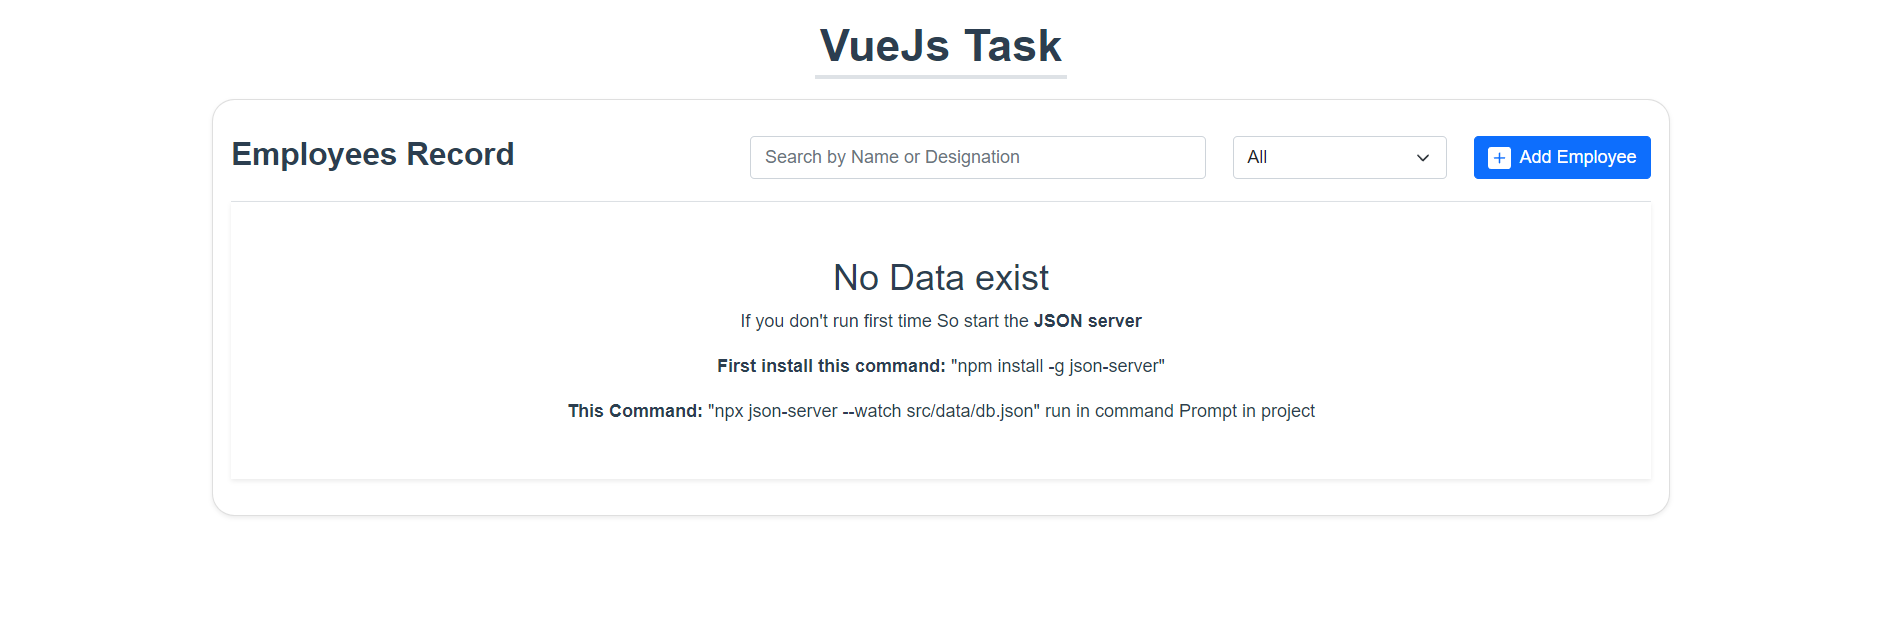 VueJs Task
Employees Record
Search by Name or Designation
All
Add Employee
No Data exist
If you don't run first time So start the JSON server
First install this command: "npm install -g json-server"
This Command: "npx json-server --watch src/data/db.json" run in command Prompt in project